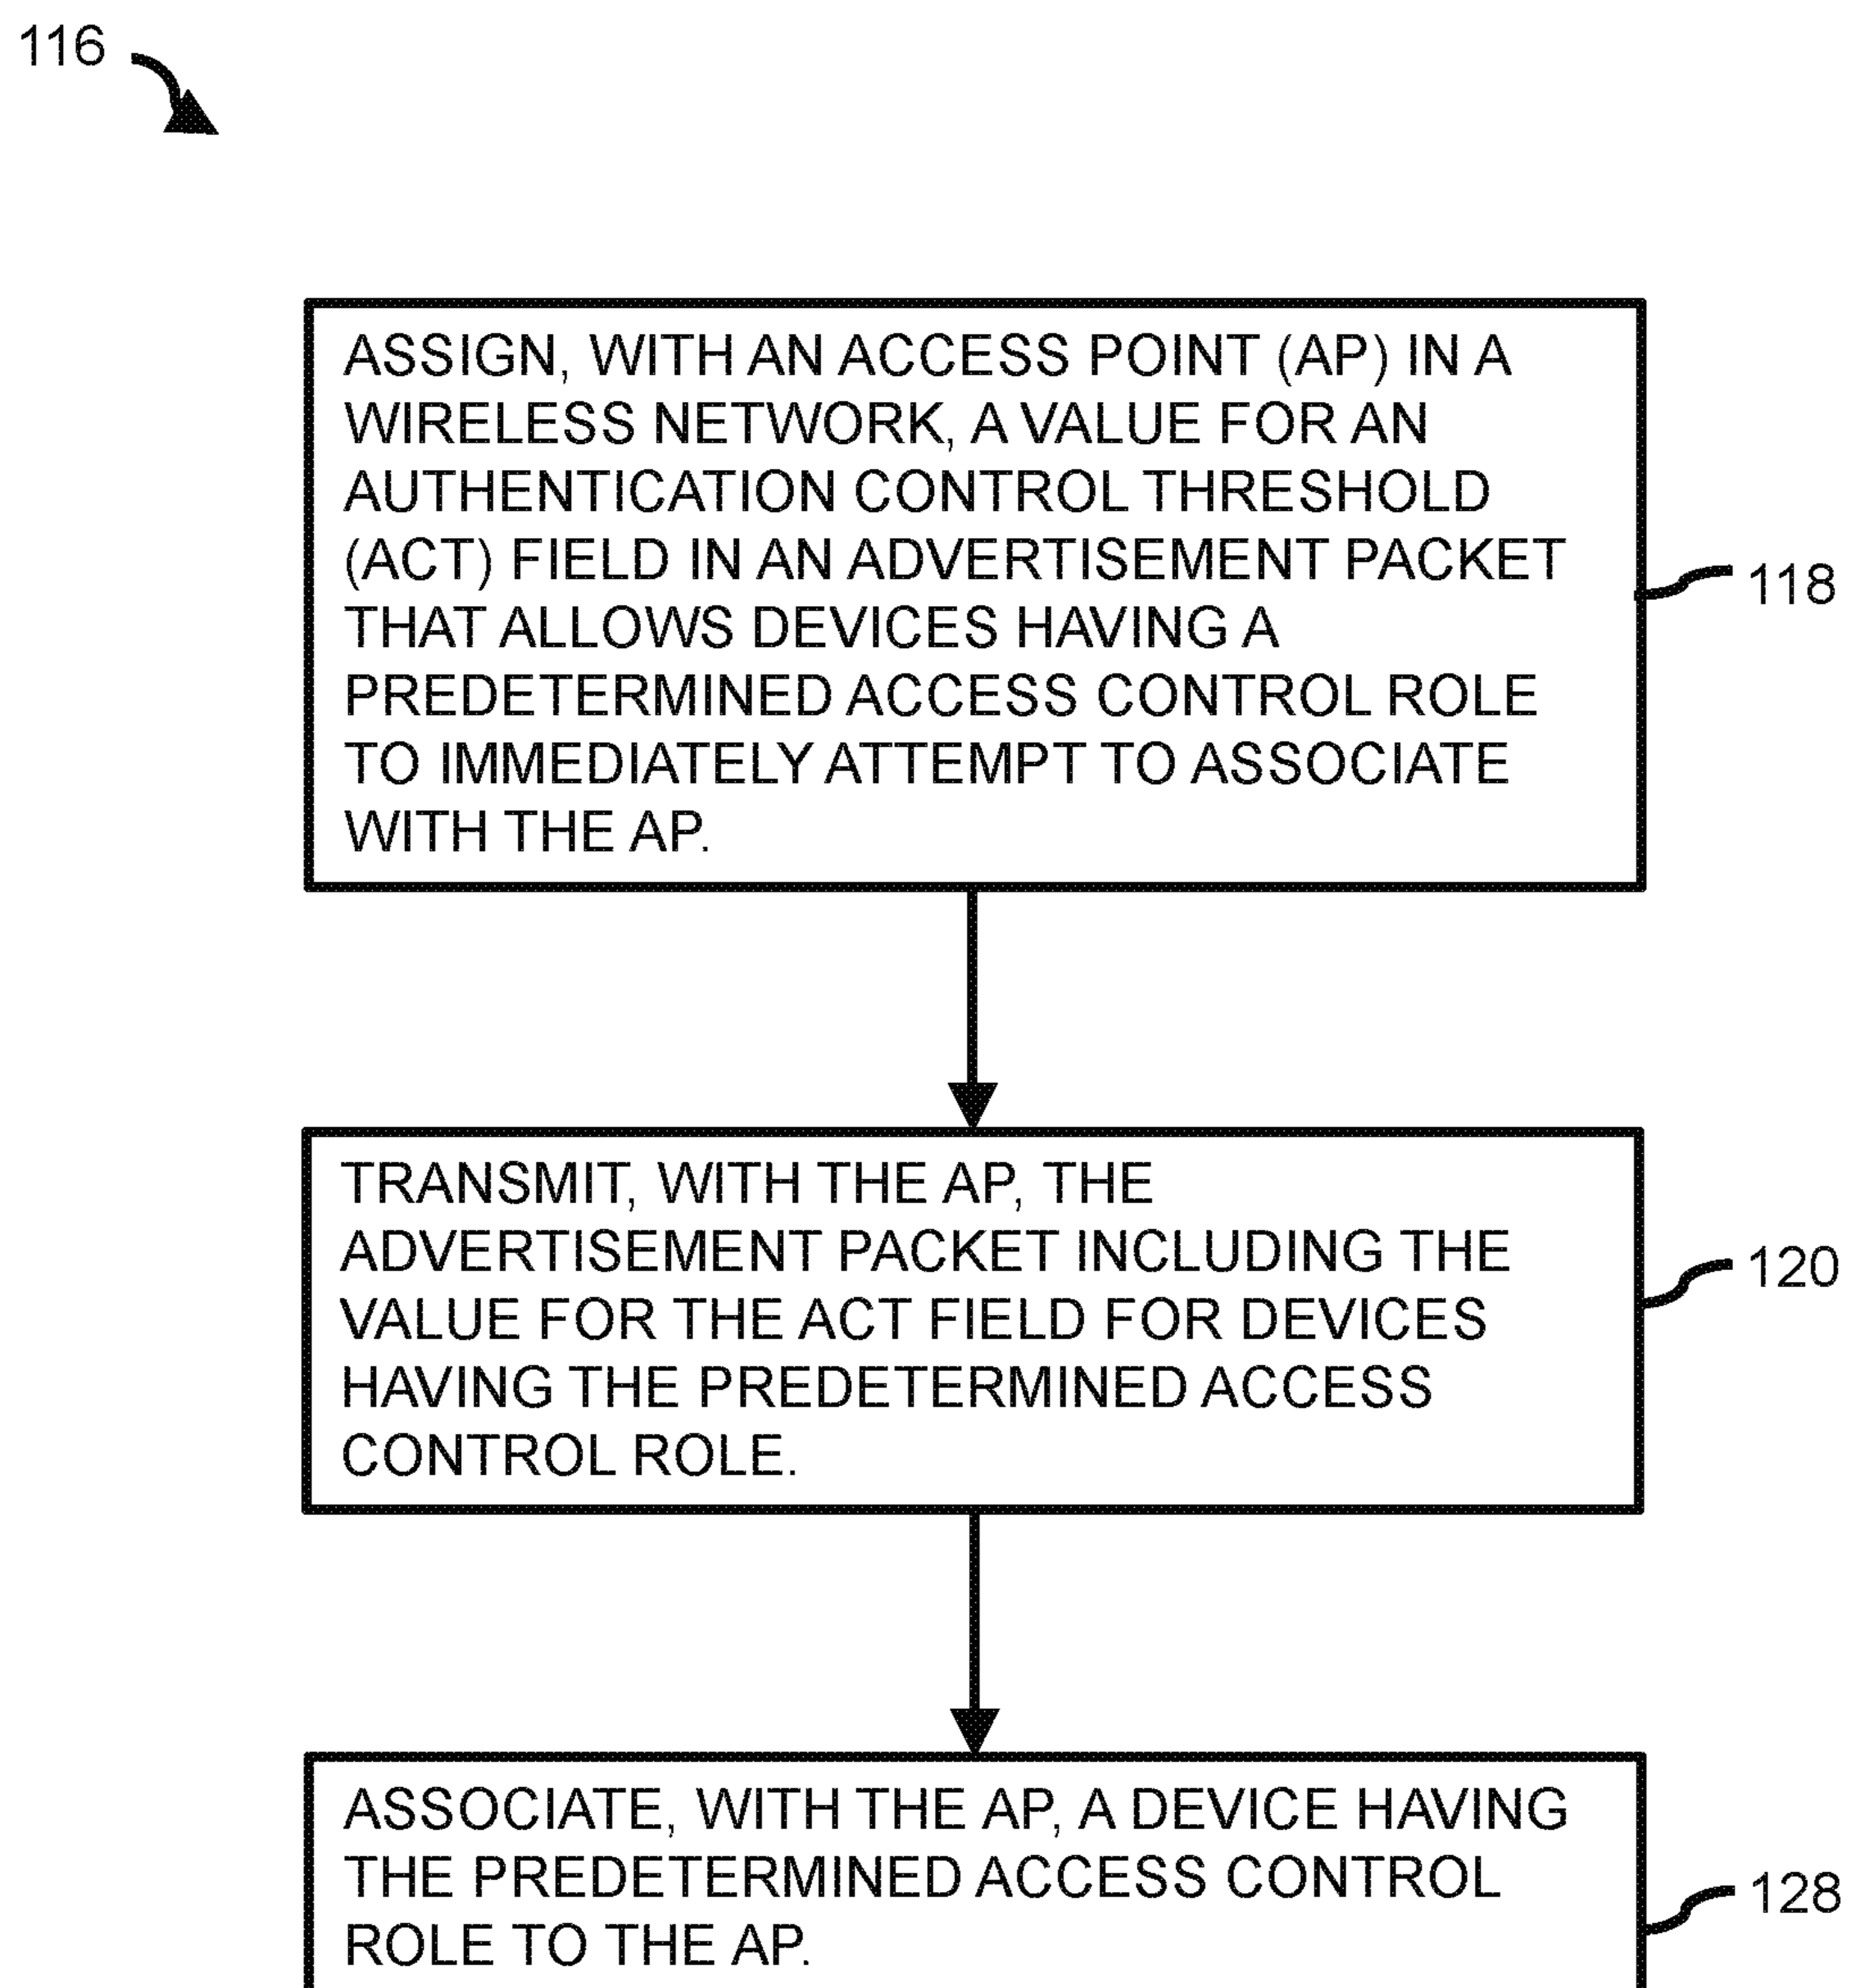 116
ASSIGN, WITH AN ACCESS POINT (AP) IN A
WIRELESS NETWORK, A VALUE FOR AN
AUTHENTICATION CONTROL THRESHOLD
(ACT) FIELD IN AN ADVERTISEMENT PACKET
THAT ALLOWS DEVICES HAVING A
PREDETERMINED ACCESS CONTROL ROLE
TO IMMEDIATELY ATTEMPT TO ASSOCIATE
WITH THE AP.
118
TRANSMIT, WITH THE AP, THE
ADVERTISEMENT PACKET INCLUDING THE
VALUE FOR THE ACT FIELD FOR DEVICES
HAVING THE PREDETERMINED ACCESS
CONTROL ROLE.
120
ASSOCIATE, WITH THE AP, A DEVICE HAVING
THE PREDETERMINED ACCESS CONTROL
ROLE TO THE AP.
128